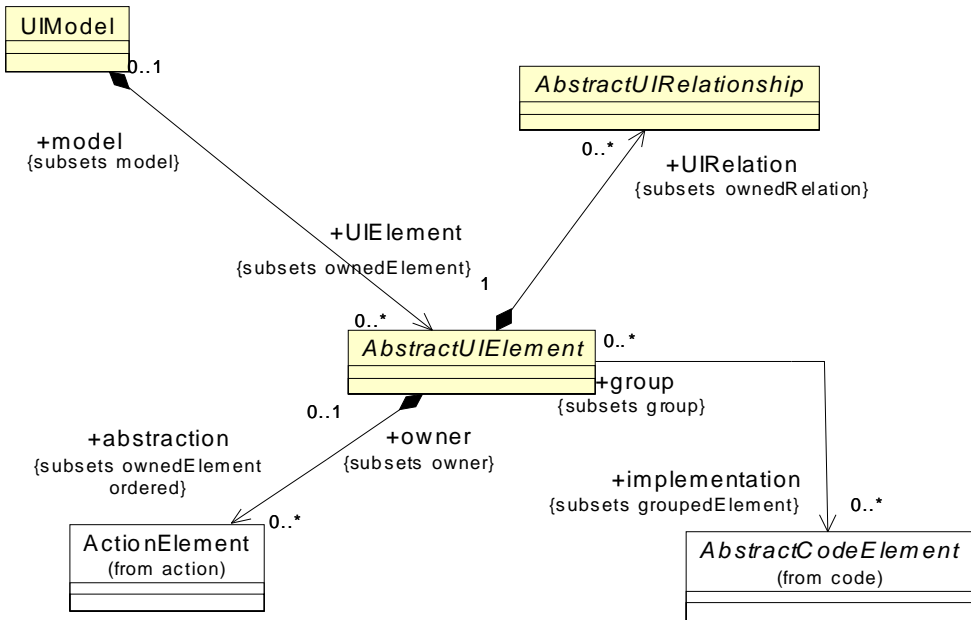 UIModel
0..1
AbstractUIRelationship
+model
{subsets model}
0..*
+UIRelation
{subsets ownedRelation}
+UIElement
{subsets ownedElement}
1
0..*
AbstractUIElement
0..*
+group
{subsets group}
0..1
+abstraction
{subsets ownedElement
ordered}
+owner
{subsets owner}
+implementation
{subsets groupedElement}
0..*
0..*
ActionElement
(from action)
AbstractCodeElement
(from code)